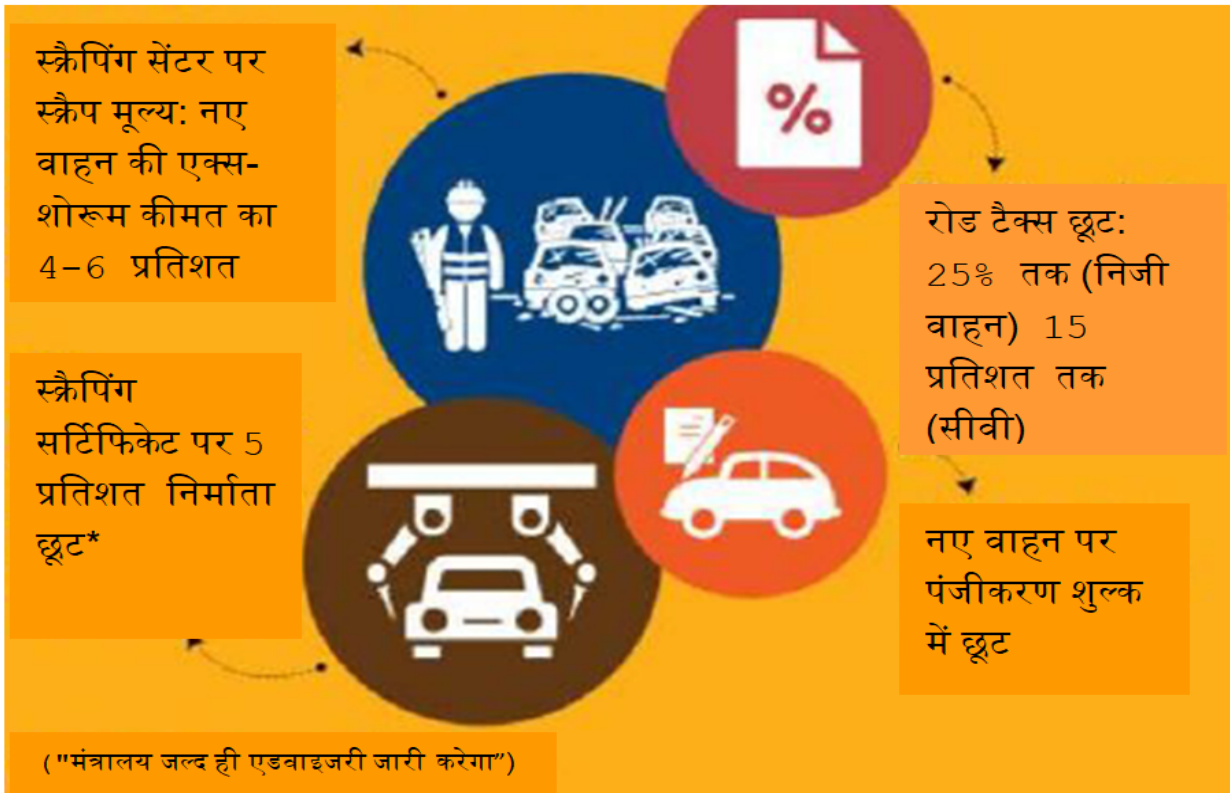 स्क्रैपिंग सेंटर पर
स्क्रैप मूल्य: नए
वाहन की एक्स-
शोरूम कीमत का
4-6 प्रतिशत
%
रोड टैक्स छूट:
25% तक (निजी
वाहन) 15
प्रतिशत तक
(सीवी)
स्क्रैपिंग
सर्टिफिकेट पर 5
प्रतिशत निर्माता
छूट*
नए वाहन पर
पंजीकरण शुल्क
में छूट
("मंत्रालय जल्द ही एडवाइजरी जारी करेगा”)